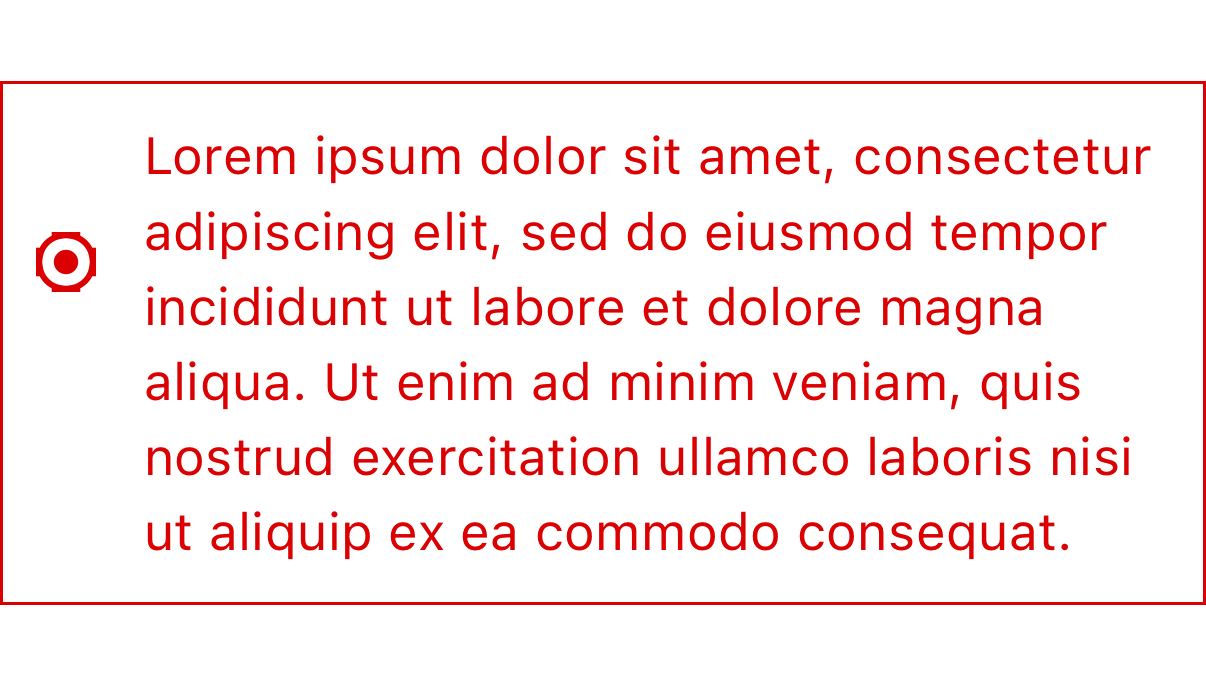 Lorem ipsum dolor sit amet, consectetur
adipiscing elit, sed do eiusmod tempor
incididunt ut labore et dolore magna
aliqua. Ut enim ad minim veniam, quis
nostrud exercitation ullamco laboris nisi
ut aliquip ex ea commodo consequat.